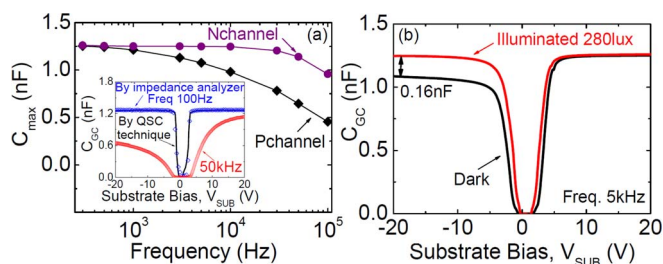 (a)
Nchannel
Pchannel
C_max (nF)
1.5
1.0
0.5
0.0
10^3
10^4
10^5
Frequency (Hz)
By impedance analyzer
Freq 100Hz
By QSC
technique
50kHz
C_GC (nF)
1.8
1.2
0.6
0.0
-20 -10 0 10 20
Substrate Bias, V_SUB (V)
(b)
Illuminated 280lux
0.16nF
Dark
Freq. 5kHz
C_GC (nF)
1.5
1.0
0.5
0.0
-20 -10 0 10 20
Substrate Bias, V_SUB (V)